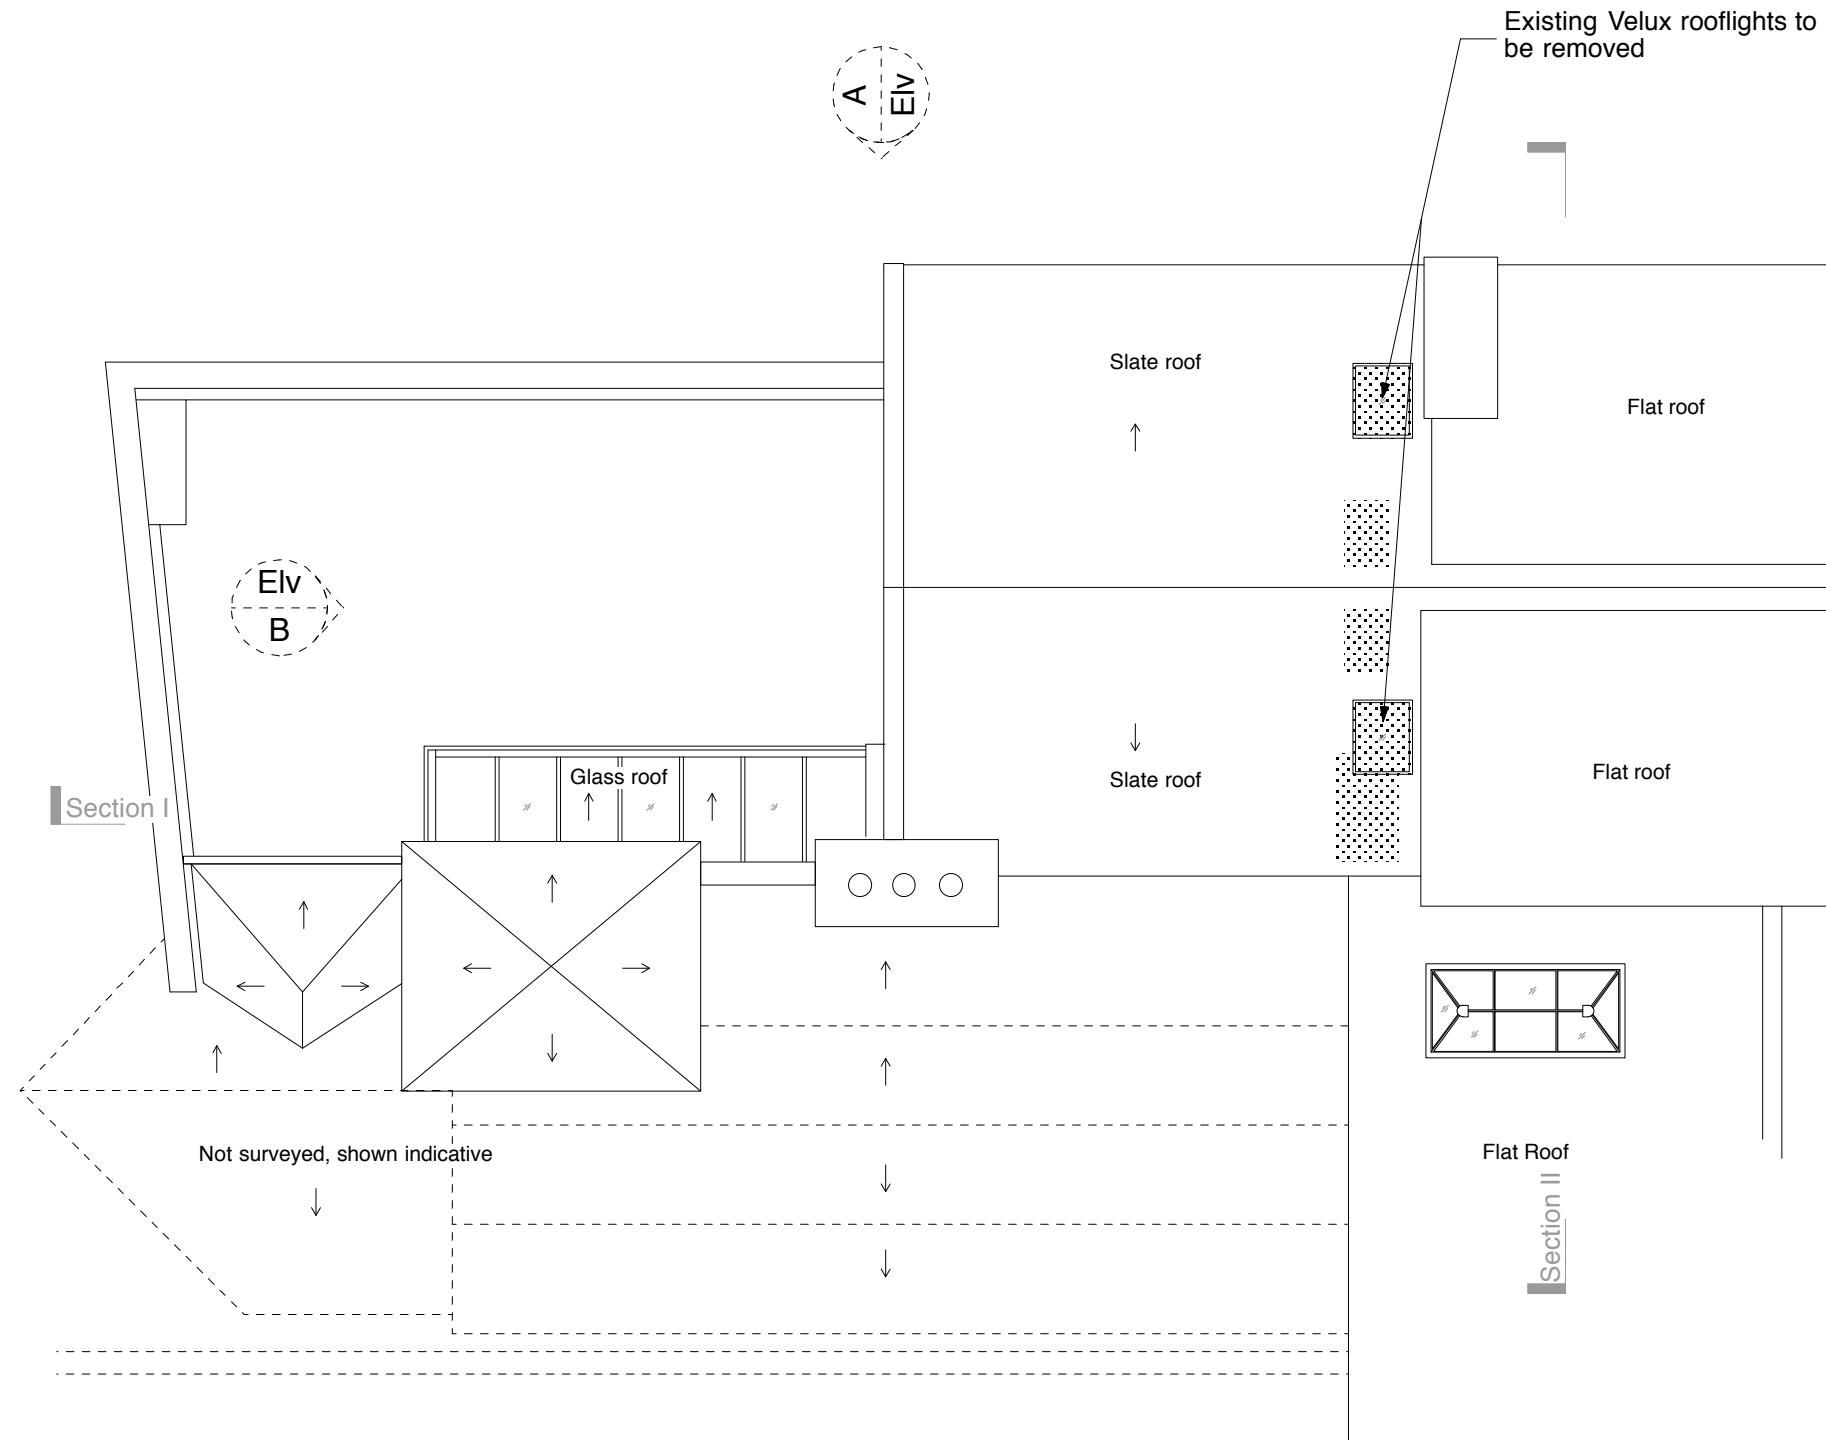 Existing Velux rooflights to
be removed
A
Elv
Slate roof
Flat roof
Elv
B
Glass roof
Slate roof
Flat roof
Section I
Not surveyed, shown indicative
Flat Roof
Section II